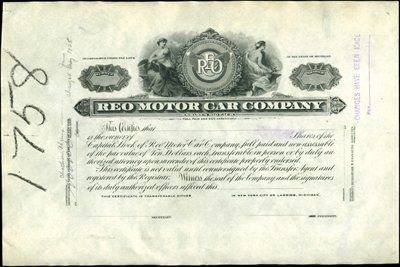 1758
INCORPORATED UNDER THE LAWS
OF THE STATE OF MICHIGAN
REO
REO MOTOR CAR COMPANY
FULL PAID AND NON-ASSESSABLE
This Certifies that
is the owner of Shares of the
Capital Stock of Reo Motor Car Company, full paid and non-assessable
of the par value of Ten Dollars each, transferable in person or by duly au-
thorized attorney upon surrender of this certificate properly endorsed.
This certificate is not valid until countersigned by the Transfer Agent and
registered by the Registrar. Witness the seal of the Company and the signatures
of its duly authorized officers affixed this
THIS CERTIFICATE IS TRANSFERABLE EITHER IN NEW YORK CITY OR LANSING, MICHIGAN.
SECRETARY.
PRESIDENT.
CHANGES HAVE BEEN